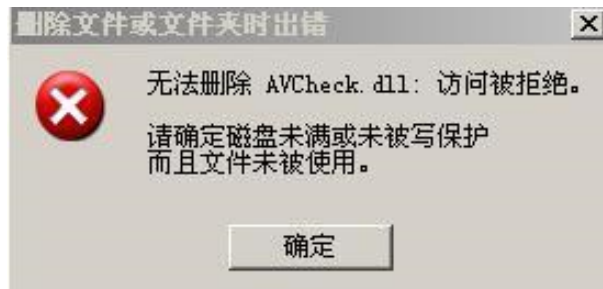 删除文件或文件夹时出错
无法删除 AVCheck.dll: 访问被拒绝。
请确定磁盘未满或未被写保护
而且文件未被使用。
确定